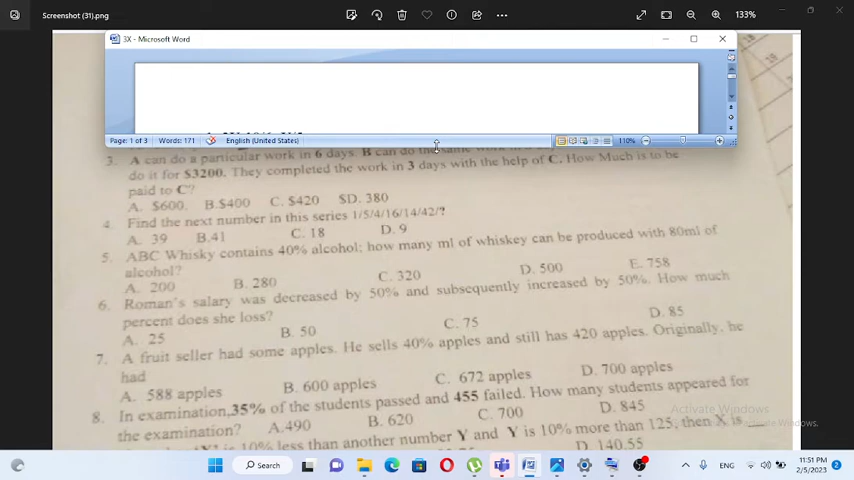 Screenshot (31).png
133%
3X - Microsoft Word
Page: 1 of 3 Words: 171 English (United States) 110%
3. A can do a particular work in 6 days. B can do the same work in
do it for $3200. They completed the work in 3 days with the help of C. How Much is to be
paid to C?
A. $600. B.$400 C. $420 $D. 380
4. Find the next number in this series 1/5/4/16/14/42/?
A. 39 B.41 C. 18 D. 9
5. ABC Whisky contains 40% alcohol; how many ml of whiskey can be produced with 80ml of
alcohol?
A. 200 B. 280 C. 320 D. 500 E. 758
6. Roman's salary was decreased by 50% and subsequently increased by 50%. How much
percent does she loss?
A. 25 B. 50 C. 75 D. 85
7. A fruit seller had some apples. He sells 40% apples and still has 420 apples. Originally, he
had
A. 588 apples B. 600 apples C. 672 apples D. 700 apples
8. In examination,35% of the students passed and 455 failed. How many students appeared for
the examination? A.490 B. 620 C. 700 D. 845
is 10% less than another number Y and Y is 10% more than 125, then X is
D. 140.55
Activate Windows
Activate Windows.
Search
ENG
11:51 PM
2/5/2023